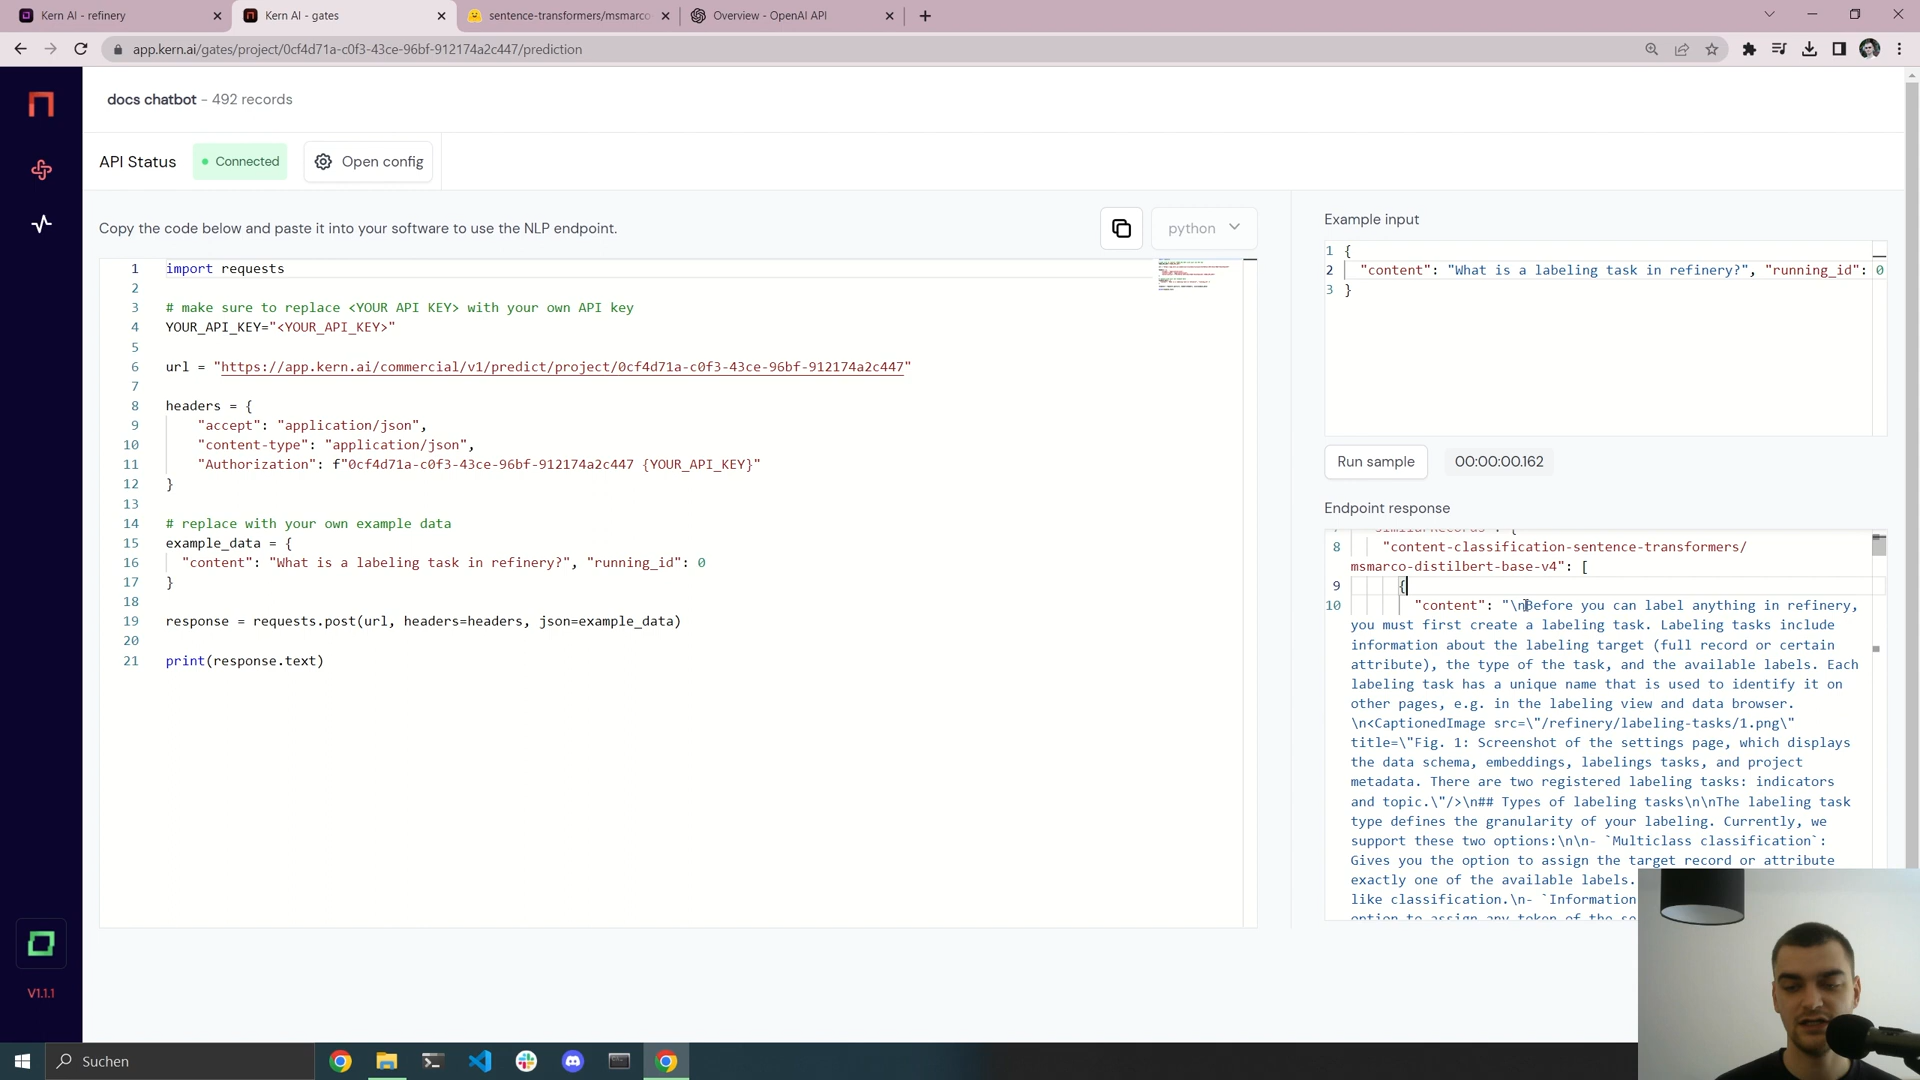 Kern AI - refinery
Kern AI - gates
sentence-transformers/msmarco
Overview - OpenAI API
app.kern.ai/gates/project/0cf4d71a-c0f3-43ce-96bf-912174a2c447/prediction
docs chatbot - 492 records
API Status
Connected
Open config
Copy the code below and paste it into your software to use the NLP endpoint.
python
1 import requests
2
3 # make sure to replace <YOUR API KEY> with your own API key
4 YOUR_API_KEY="<YOUR_API_KEY>"
5
6 url = "https://app.kern.ai/commercial/v1/predict/project/0cf4d71a-c0f3-43ce-96bf-912174a2c447"
7
8 headers = {
9 "accept": "application/json",
10 "content-type": "application/json",
11 "Authorization": f"0cf4d71a-c0f3-43ce-96bf-912174a2c447 {YOUR_API_KEY}"
12 }
13
14 # replace with your own example data
15 example_data = {
16 "content": "What is a labeling task in refinery?", "running_id": 0
17 }
18
19 response = requests.post(url, headers=headers, json=example_data)
20
21 print(response.text)
Example input
1 {
2 "content": "What is a labeling task in refinery?", "running_id": 0
3 }
Run sample
00:00:00.162
Endpoint response
8 "content-classification-sentence-transformers/
msmarco-distilbert-base-v4": [
9 {
10 "content": "\nBefore you can label anything in refinery,
you must first create a labeling task. Labeling tasks include
information about the labeling target (full record or certain
attribute), the type of the task, and the available labels. Each
labeling task has a unique name that is used to identify it on
other pages, e.g. in the labeling view and data browser.
\n<CaptionedImage src=\"/refinery/labeling-tasks/1.png\"
title=\"Fig. 1: Screenshot of the settings page, which displays
the data schema, embeddings, labelings tasks, and project
metadata. There are two registered labeling tasks: indicators
and topic.\"/>\n## Types of labeling tasks\n\nThe labeling task
type defines the granularity of your labeling. Currently, we
support these two options:\n\n- `Multiclass classification`:
Gives you the option to assign the target record or attribute
exactly one of the available labels.
like classification.\n- `Information
option to assign any token of the
V1.1.1
Suchen